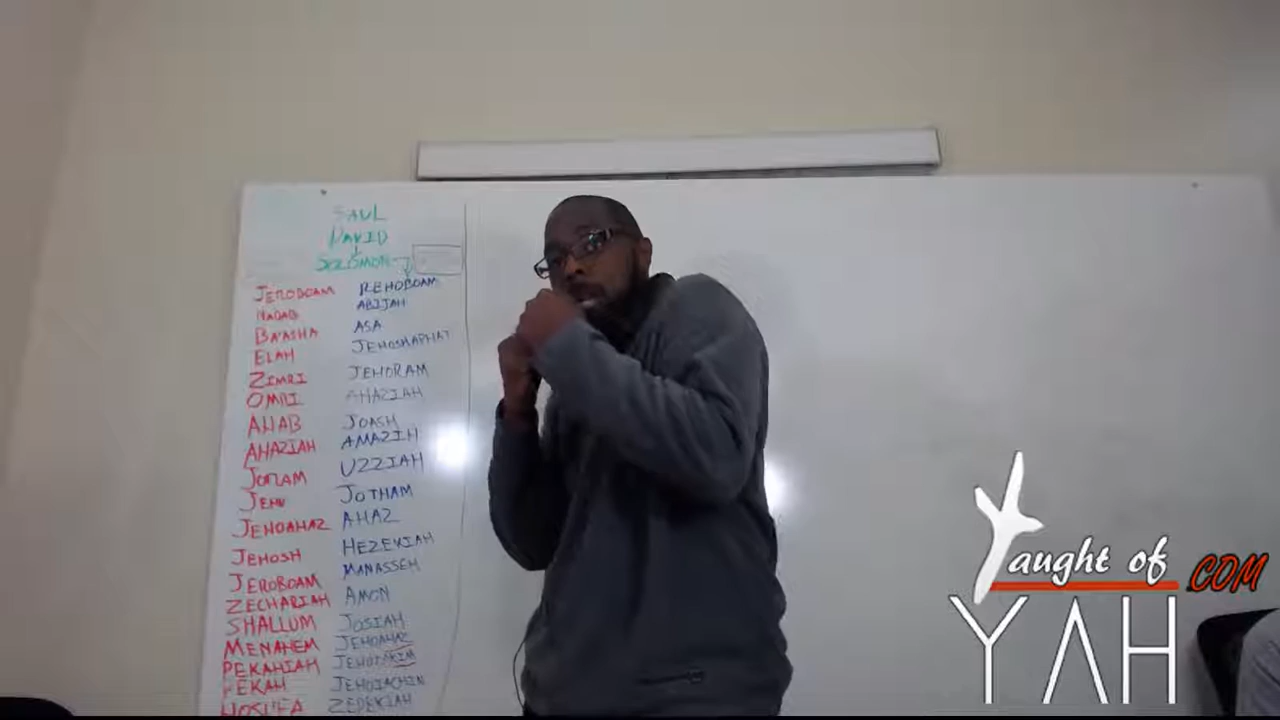 SAUL
DAVID
SOLOMON
JEROBOAM
NADAB
BAASHA
ELAH
ZIMRI
OMRI
AHAB
AHAZIAH
JORAM
JEHU
JEHOAHAZ
JEHOSH
JEROBOAM
ZECHARIAH
SHALLUM
MENAHEM
PEKAHIAH
PEKAH
REHOBOAM
ABIJAH
ASA
JEHOSHAPHAT
JEHORAM
AHAZIAH
JOASH
AMAZIH
UZZIAH
JOTHAM
AHAZ
HEZEKIAH
MANASSEH
AMON
JOSIAH
JEHOAHAZ
JEHOIAKIM
JEHOIACHIN
ZEDEKIAH
Taught of .COM
YAH